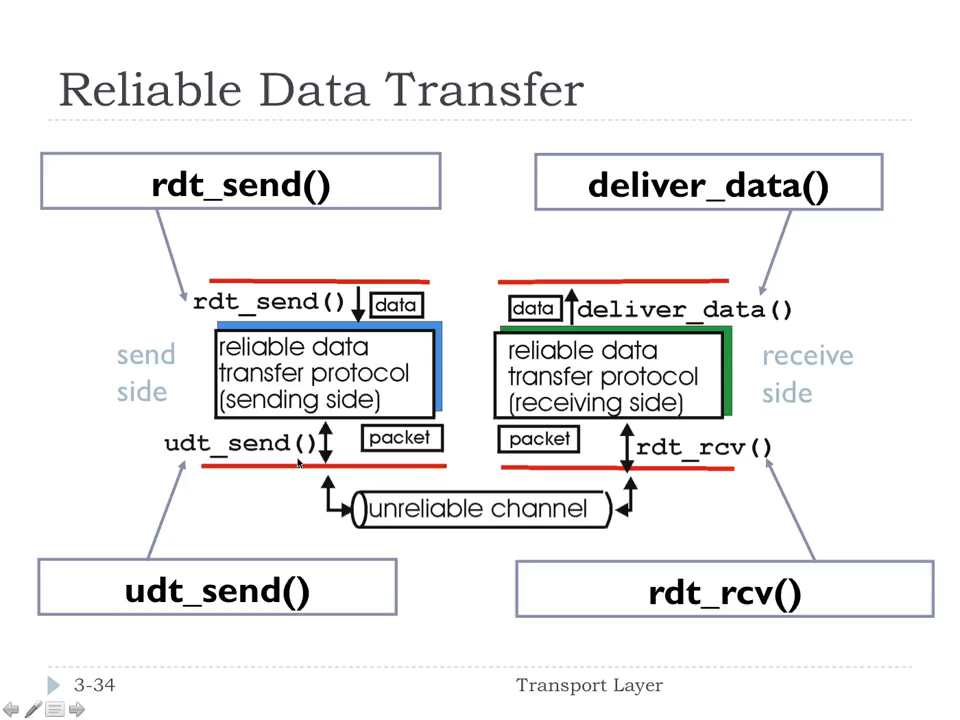 Reliable Data Transfer
rdt_send()
deliver_data()
rdt_send()
data
data
deliver_data()
send
side
reliable data
transfer protocol
(sending side)
reliable data
transfer protocol
(receiving side)
receive
side
udt_send()
packet
packet
rdt_rcv()
unreliable channel
udt_send()
rdt_rcv()
3-34
Transport Layer